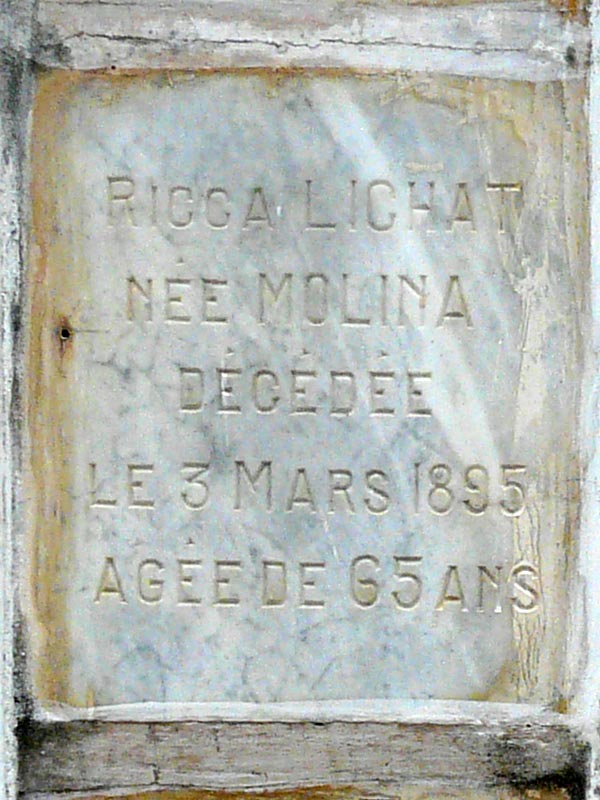 RICCA LICHAT
NÉE MOLINA
DÉCÉDÉE
LE 3 MARS 1895
AGÉE DE 65 ANS